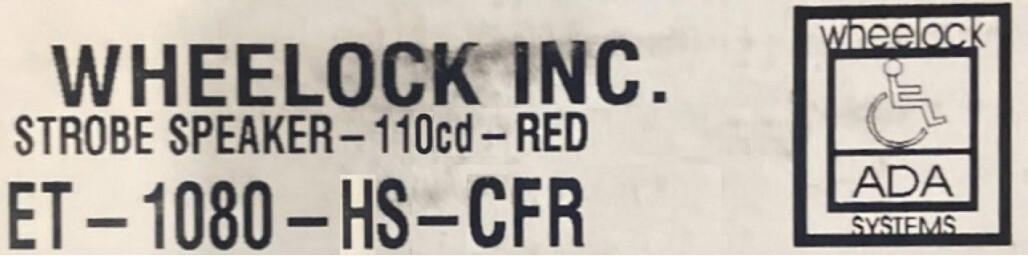 WHEELOCK INC.
STROBE SPEAKER – 110cd – RED
ET – 1080 – HS – CFR
wheelock
ADA
SYSTEMS